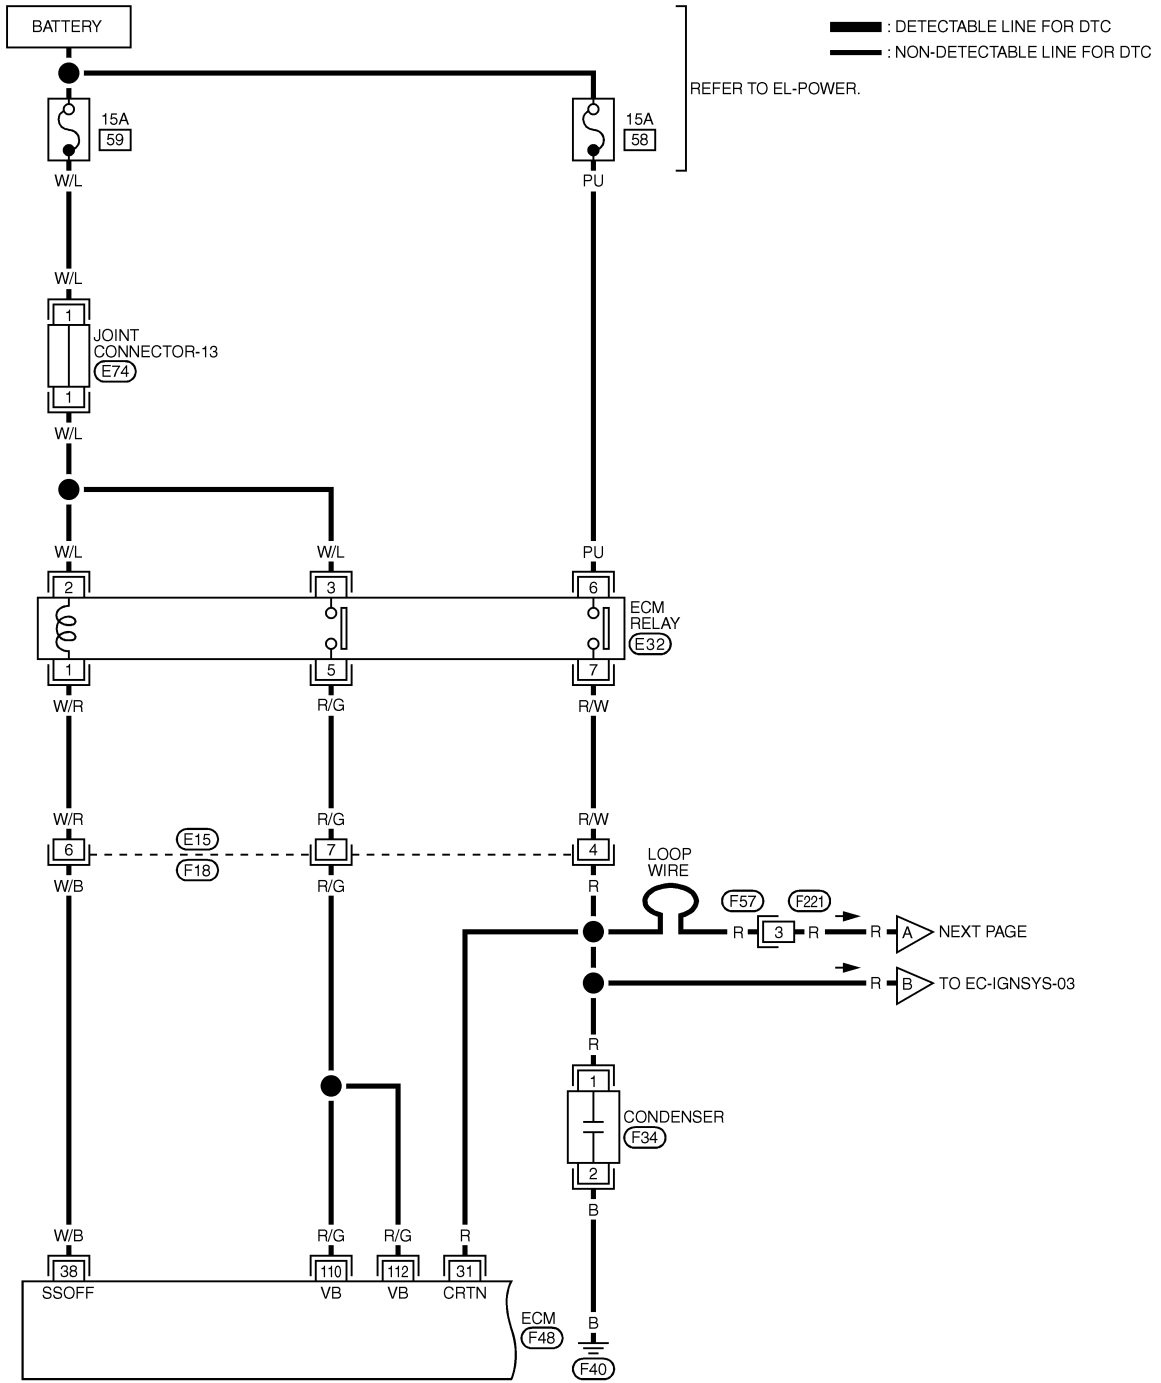 BATTERY
: DETECTABLE LINE FOR DTC
: NON-DETECTABLE LINE FOR DTC
REFER TO EL-POWER.
15A
59
15A
58
W/L
PU
W/L
1
JOINT
CONNECTOR-13
E74
1
W/L
W/L
W/L
PU
2
3
6
ECM
RELAY
E32
1
5
7
W/R
R/G
R/W
W/R
R/G
R/W
6
E15
F18
7
4
W/B
R/G
R
LOOP
WIRE
F57
F221
R
3
R
R
A
NEXT PAGE
R
B
TO EC-IGNSYS-03
R
1
CONDENSER
F34
2
B
W/B
R/G
R/G
R
38
110
112
31
SSOFF
VB
VB
CRTN
ECM
F48
B
F40